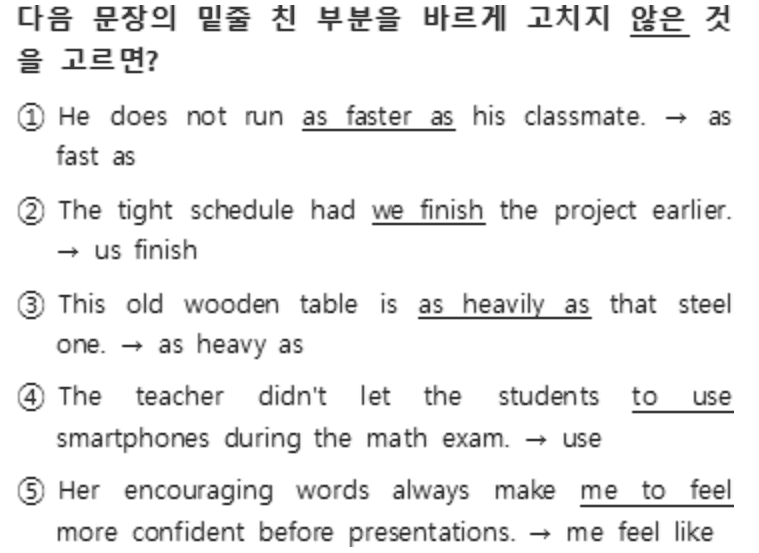 다음 문장의 밑줄 친 부분을 바르게 고치지 않은 것
을 고르면?
① He does not run as faster as his classmate. → as
fast as
② The tight schedule had we finish the project earlier.
→ us finish
③ This old wooden table is as heavily as that steel
one. → as heavy as
④ The teacher didn't let the students to use
smartphones during the math exam. → use
⑤ Her encouraging words always make me to feel
more confident before presentations. → me feel like